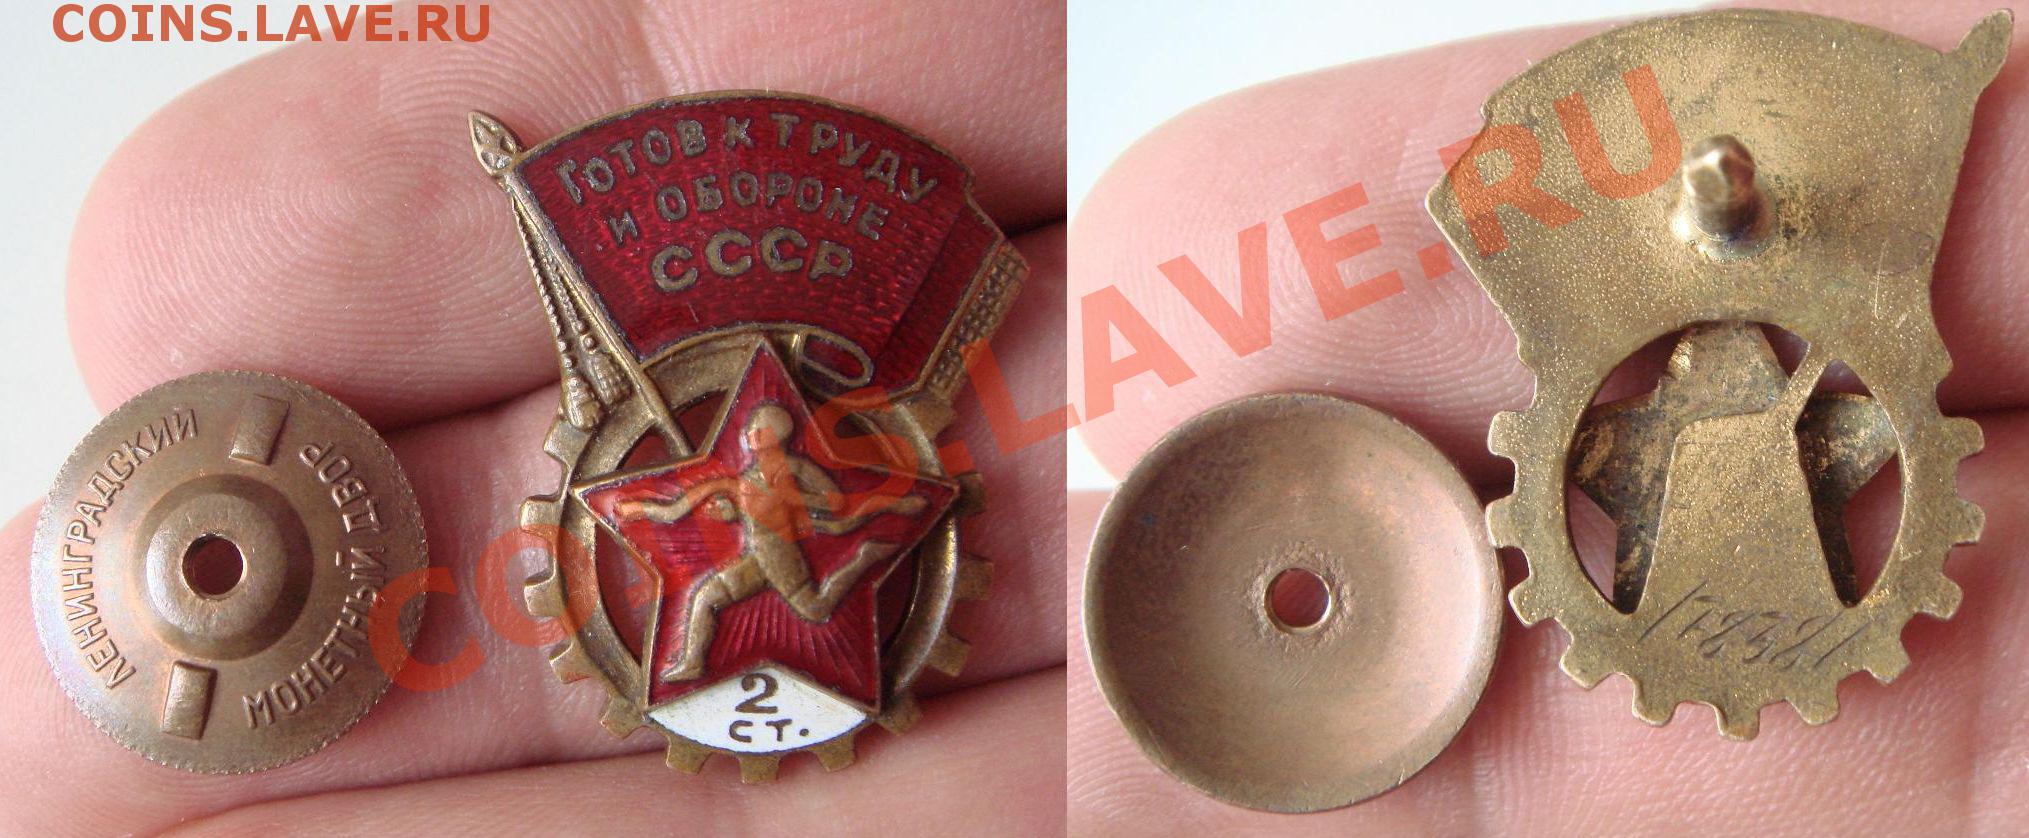 COINS.LAVE.RU
ГОТОВ К ТРУДУ
И ОБОРОНЕ
СССР
2
СТ.
ЛЕНИНГРАДСКИЙ
МОНЕТНЫЙ ДВОР
COINS.LAVE.RU